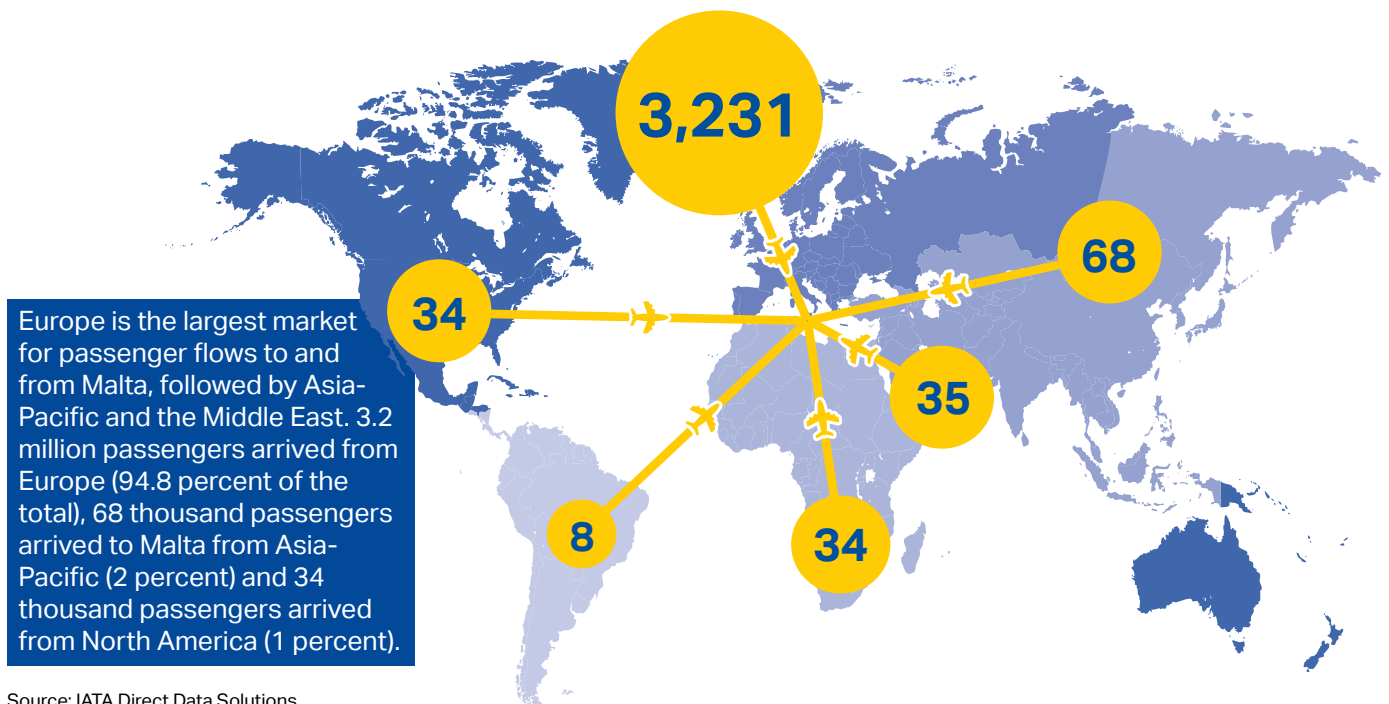 3,231
68
34
35
8
34
Europe is the largest market
for passenger flows to and
from Malta, followed by Asia-
Pacific and the Middle East. 3.2
million passengers arrived from
Europe (94.8 percent of the
total), 68 thousand passengers
arrived to Malta from Asia-
Pacific (2 percent) and 34
thousand passengers arrived
from North America (1 percent).
Source: IATA Direct Data Solutions